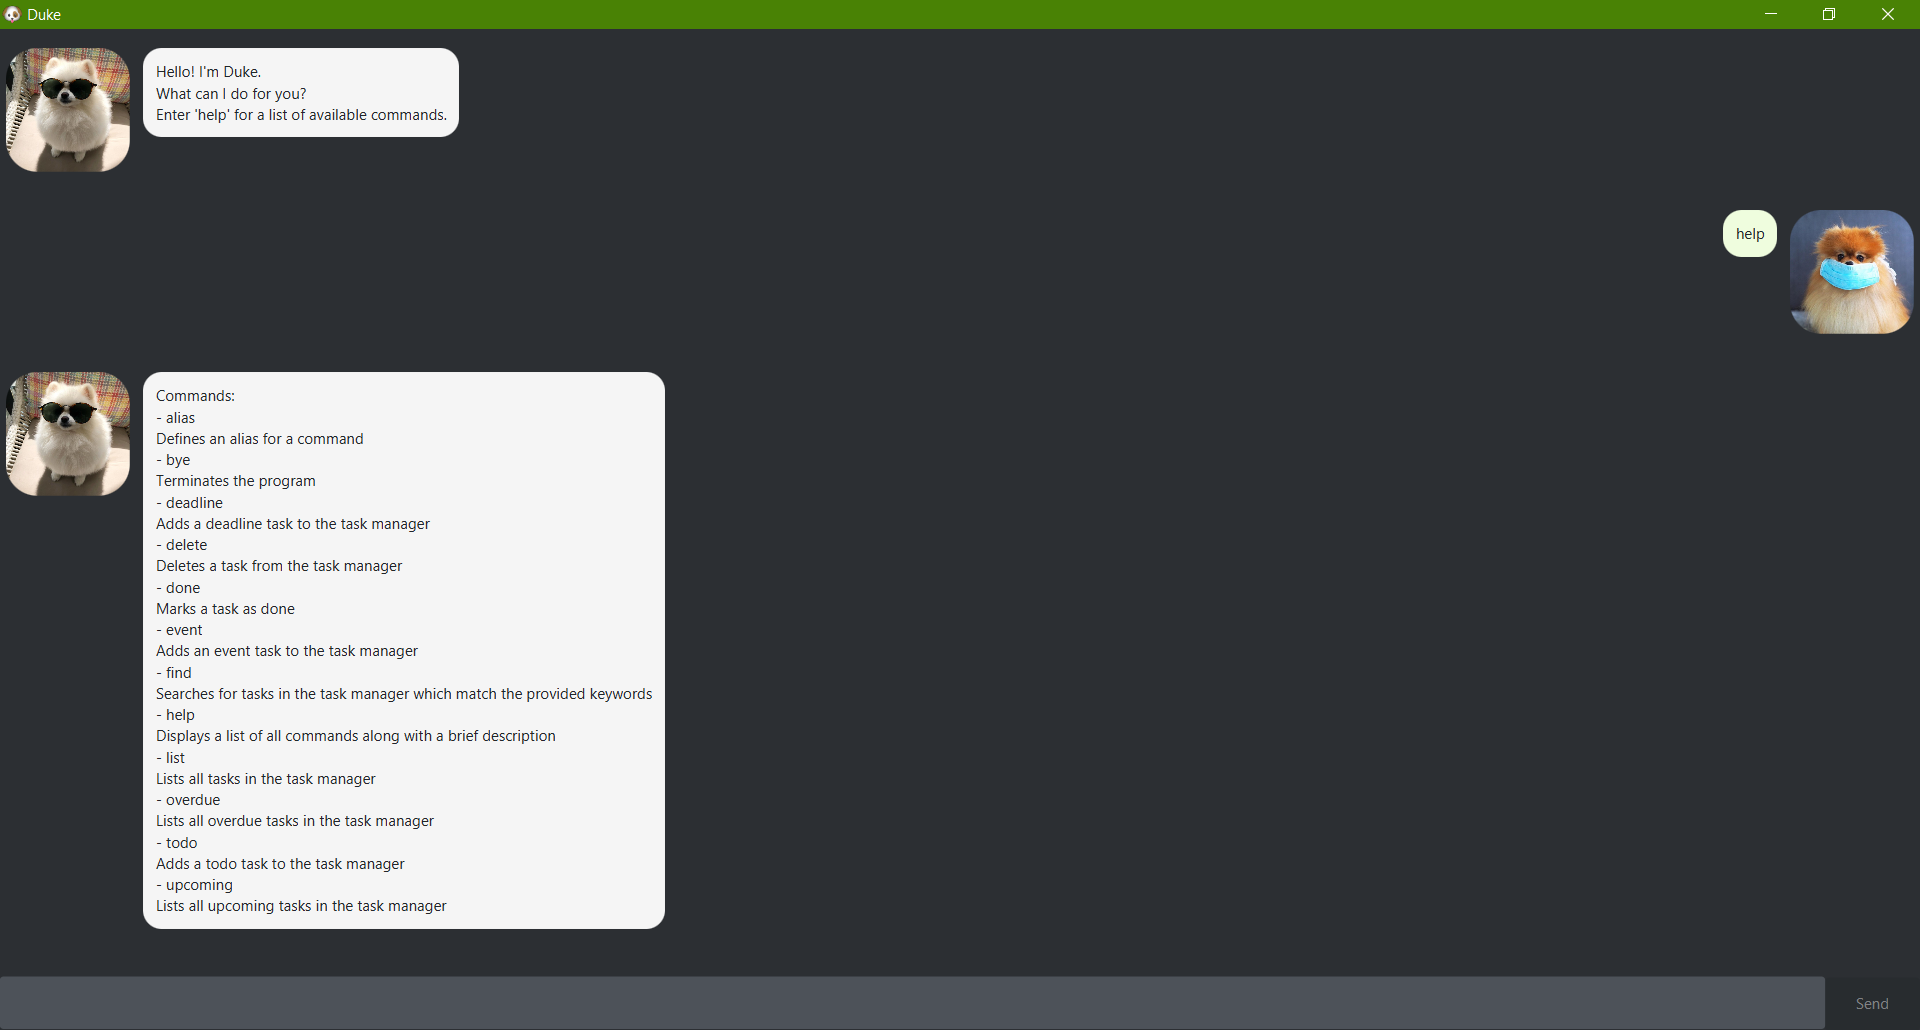 Duke
Hello! I'm Duke.
What can I do for you?
Enter 'help' for a list of available commands.
help
Commands:
- alias
Defines an alias for a command
- bye
Terminates the program
- deadline
Adds a deadline task to the task manager
- delete
Deletes a task from the task manager
- done
Marks a task as done
- event
Adds an event task to the task manager
- find
Searches for tasks in the task manager which match the provided keywords
- help
Displays a list of all commands along with a brief description
- list
Lists all tasks in the task manager
- overdue
Lists all overdue tasks in the task manager
- todo
Adds a todo task to the task manager
- upcoming
Lists all upcoming tasks in the task manager
Send